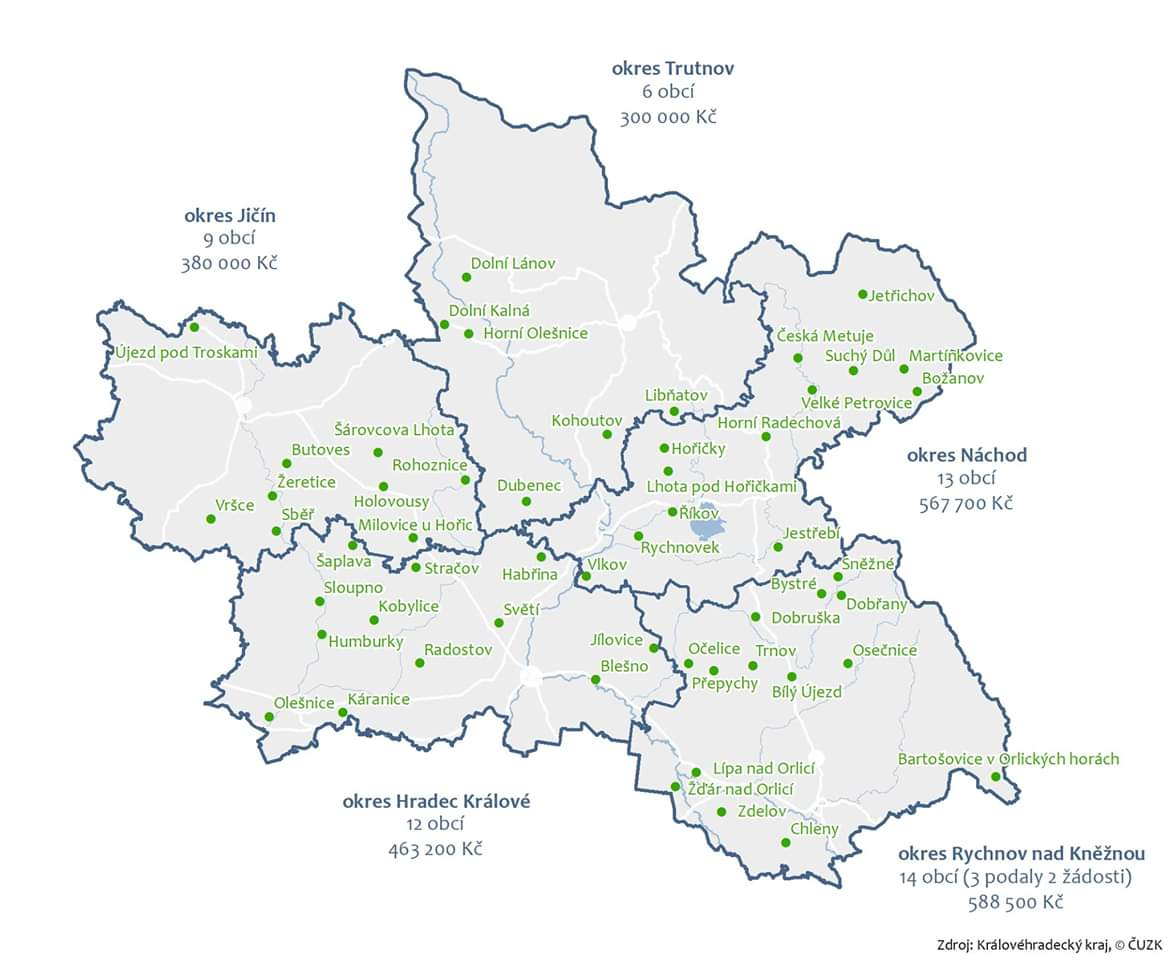 okres Trutnov
6 obcí
300 000 Kč
okres Jičín
9 obcí
380 000 Kč
Dolní Lánov
Dolní Kalná
Horní Olešnice
Jetřichov
Újezd pod Troskami
Česká Metuje
Suchý Důl
Martíňkovice
Božanov
Velké Petrovice
Libňatov
Kohoutov
Horní Radechová
Šárovcova Lhota
Butoves
Rohoznice
Hořičky
okres Náchod
13 obcí
567 700 Kč
Žeretice
Holovousy
Dubenec
Lhota pod Hořičkami
Vršce
Sběř
Milovice u Hořic
Říkov
Rychnovek
Jestřebí
Šaplava
Stračov
Habřina
Vlkov
Sněžné
Bystré
Dobřany
Sloupno
Kobylice
Světí
Dobruška
Humburky
Radostov
Jílovice
Blešno
Očelice
Trnov
Osečnice
Přepychy
Bílý Újezd
Olešnice
Káranice
Bartošovice v Orlických horách
Lípa nad Orlicí
Žďár nad Orlicí
Zdelov
Chleny
okres Hradec Králové
12 obcí
463 200 Kč
okres Rychnov nad Kněžnou
14 obcí (3 podaly 2 žádosti)
588 500 Kč
Zdroj: Královéhradecký kraj, © ČUZK